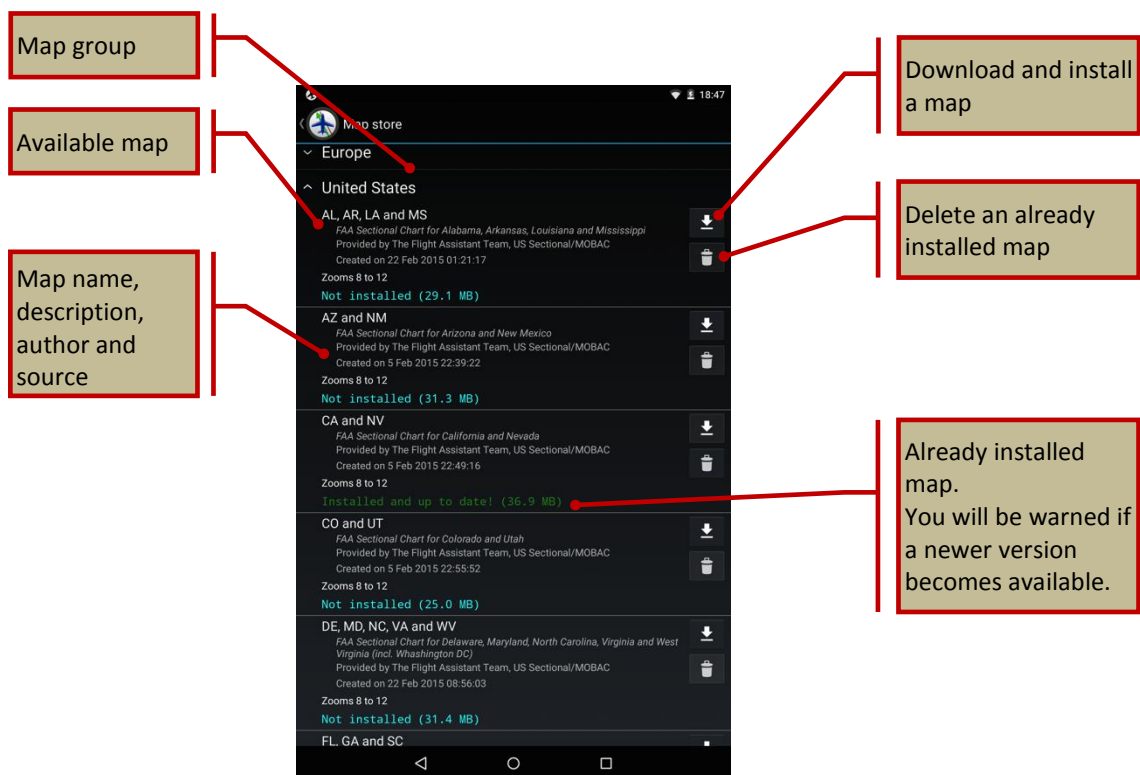 Map group
Available map
Map name,
description,
author and
source
18:47
Map store
Europe
United States
AL, AR, LA and MS
FAA Sectional Chart for Alabama, Arkansas, Louisiana and Mississippi
Provided by The Flight Assistant Team, US Sectional/MOBAC
Created on 22 Feb 2015 01:21:17
Zooms 8 to 12
Not installed (29.1 MB)
AZ and NM
FAA Sectional Chart for Arizona and New Mexico
Provided by The Flight Assistant Team, US Sectional/MOBAC
Created on 5 Feb 2015 22:39:22
Zooms 8 to 12
Not installed (31.3 MB)
CA and NV
FAA Sectional Chart for California and Nevada
Provided by The Flight Assistant Team, US Sectional/MOBAC
Created on 5 Feb 2015 22:49:16
Zooms 8 to 12
Installed and up to date! (36.9 MB)
CO and UT
FAA Sectional Chart for Colorado and Utah
Provided by The Flight Assistant Team, US Sectional/MOBAC
Created on 5 Feb 2015 22:55:52
Zooms 8 to 12
Not installed (25.0 MB)
DE, MD, NC, VA and WV
FAA Sectional Chart for Delaware, Maryland, North Carolina, Virginia and West
Virginia (incl. Whashington DC)
Provided by The Flight Assistant Team, US Sectional/MOBAC
Created on 22 Feb 2015 08:56:03
Zooms 8 to 12
Not installed (31.4 MB)
FL, GA and SC
Download and install
a map
Delete an already
installed map
Already installed
map.
You will be warned if
a newer version
becomes available.